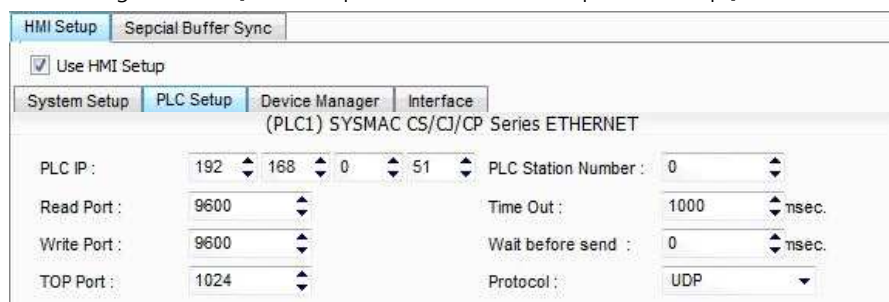 HMI Setup Sepcial Buffer Sync
Use HMI Setup
System Setup PLC Setup Device Manager Interface
(PLC1) SYSMAC CS/CJ/CP Series ETHERNET
PLC IP : 192 168 0 51 PLC Station Number : 0
Read Port : 9600 Time Out : 1000 msec.
Write Port : 9600 Wait before send : 0 msec.
TOP Port : 1024 Protocol : UDP